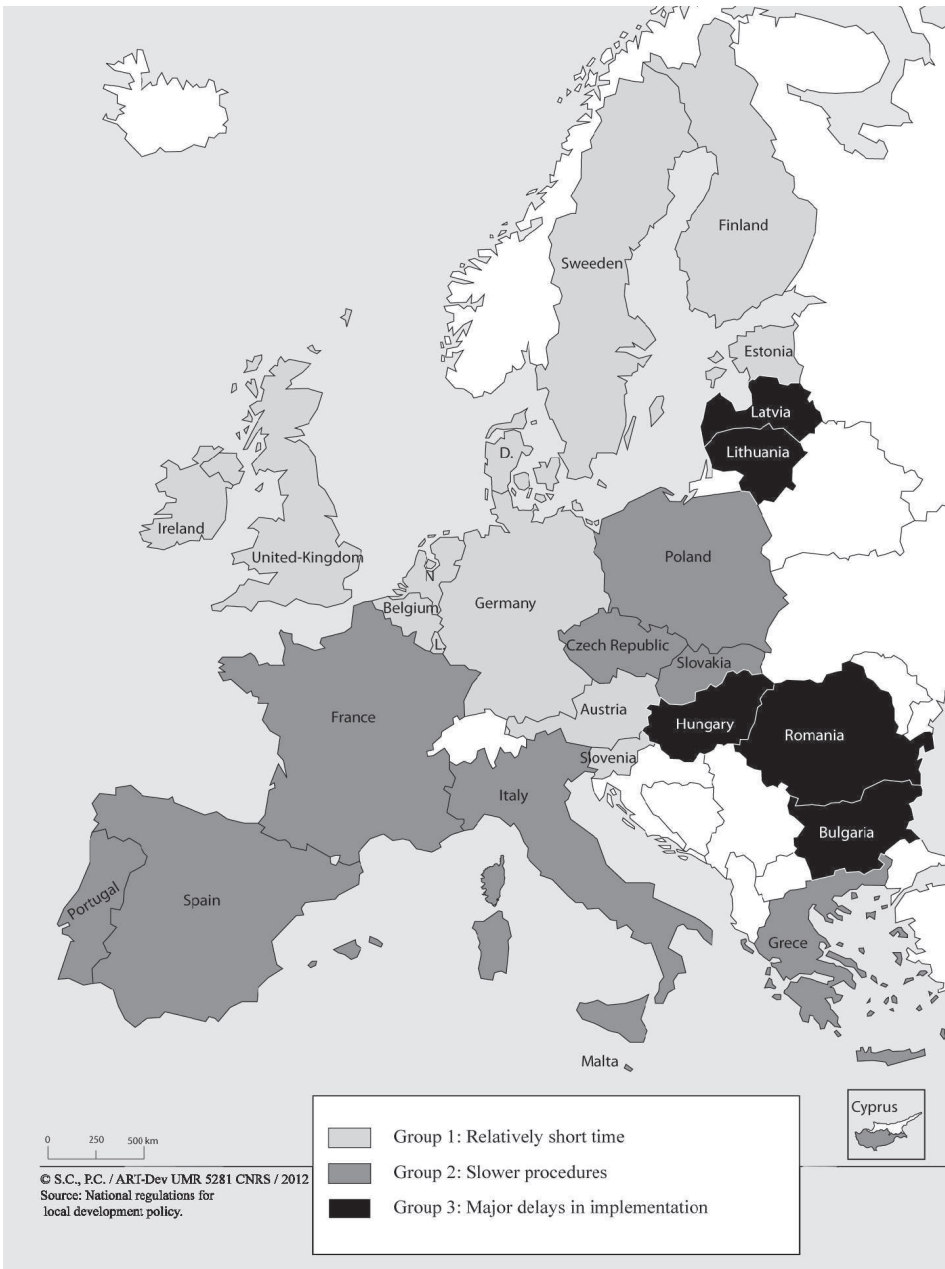 Finland
Sweeden
Estonia
Latvia
Lithuania
D.
Ireland
United-Kingdom
N
Belgium
L.
Germany
Poland
Czech Republic
Slovakia
France
Austria
Hungary
Romania
Slovenia
Italy
Bulgaria
Portugal
Spain
Grece
Malta
Cyprus
0 250 500 km
Group 1: Relatively short time
Group 2: Slower procedures
Group 3: Major delays in implementation
© S.C., P.C. / ART-Dev UMR 5281 CNRS / 2012
Source: National regulations for
local development policy.